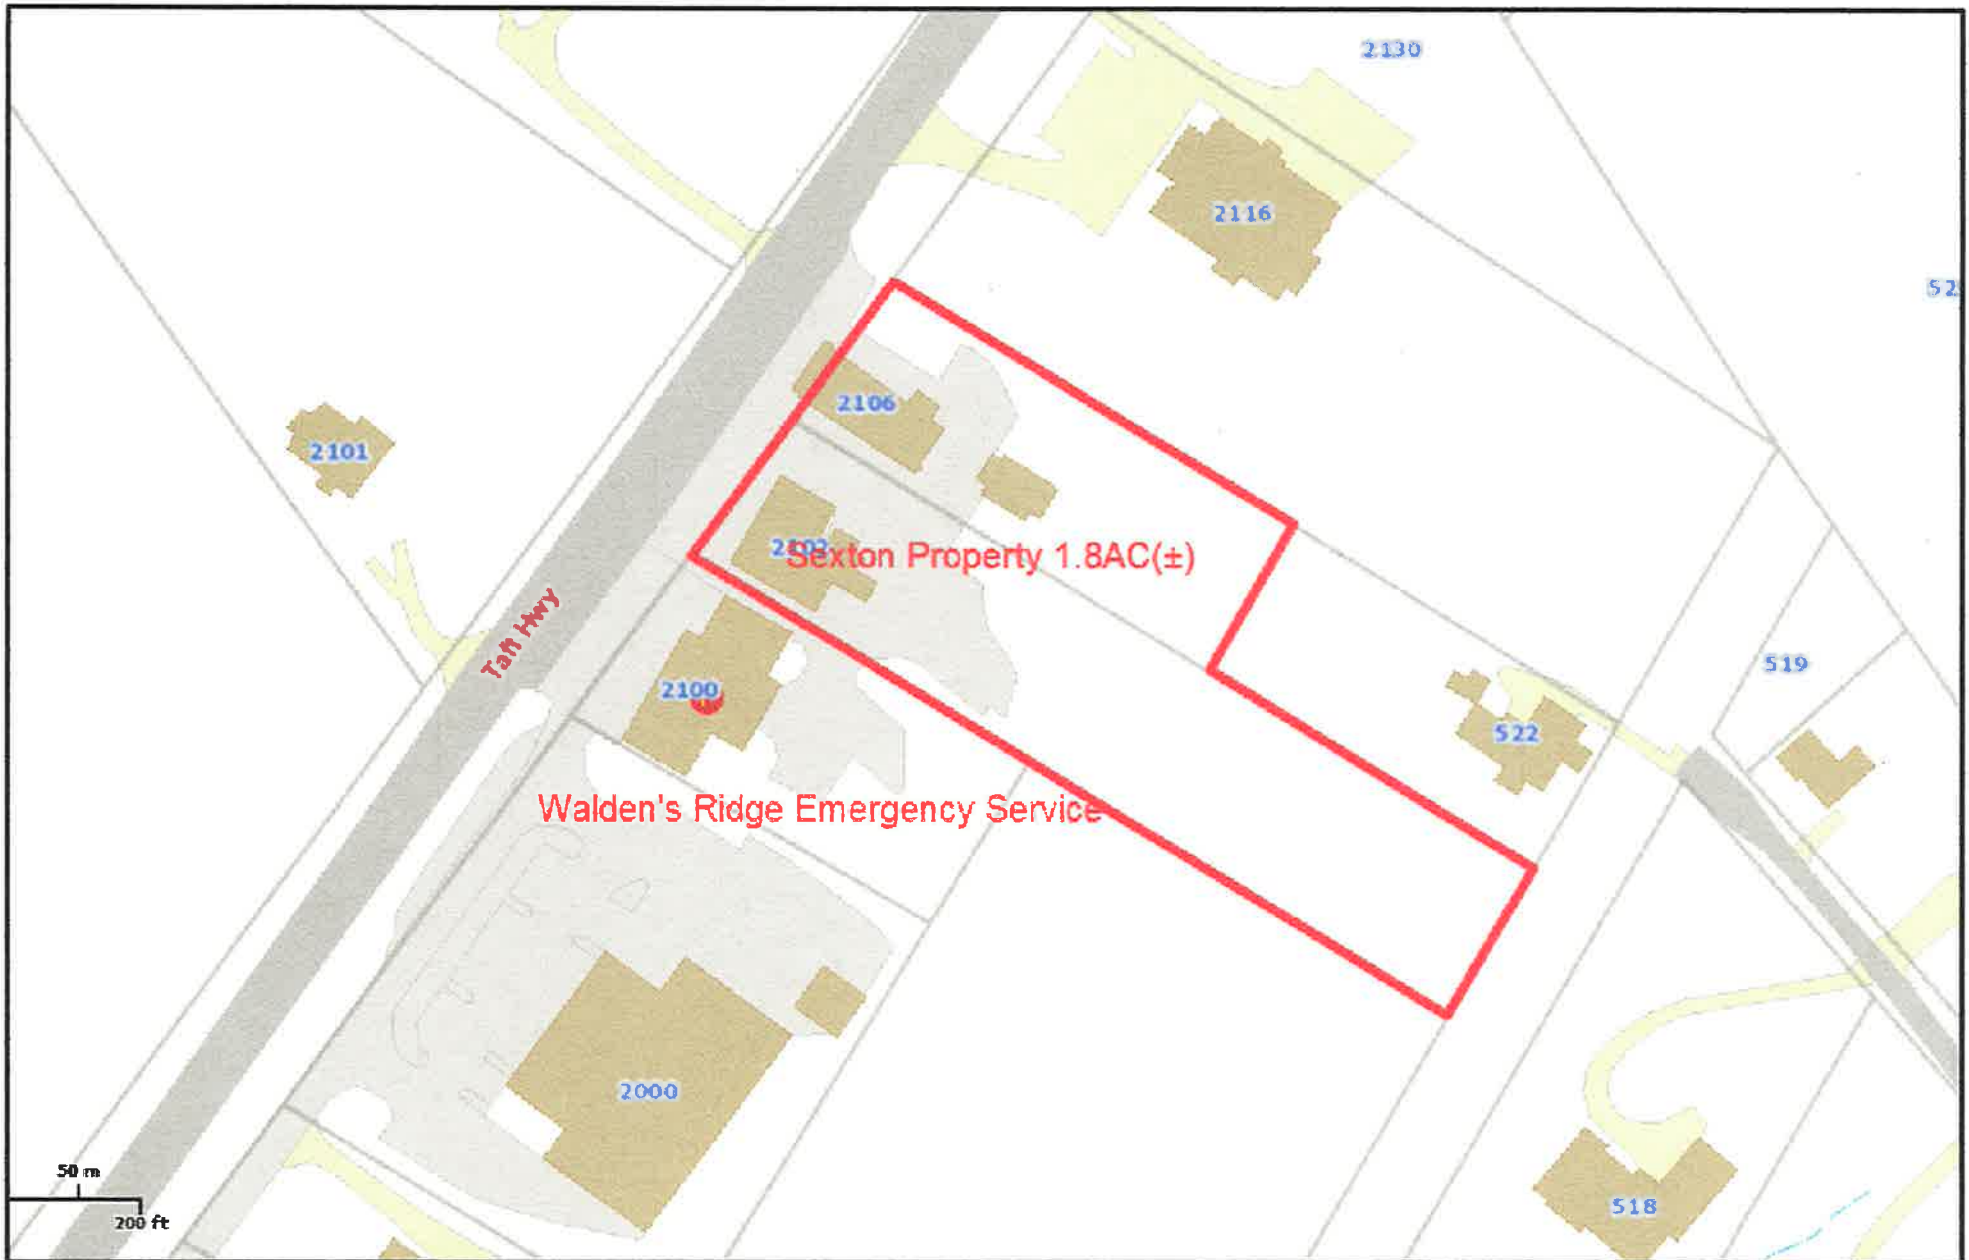 2130
2116
52
2106
2101
Sexton Property 1.8AC(±)
Taft Hwy
519
2100
522
Walden's Ridge Emergency Service
2000
50 m
200 ft
518